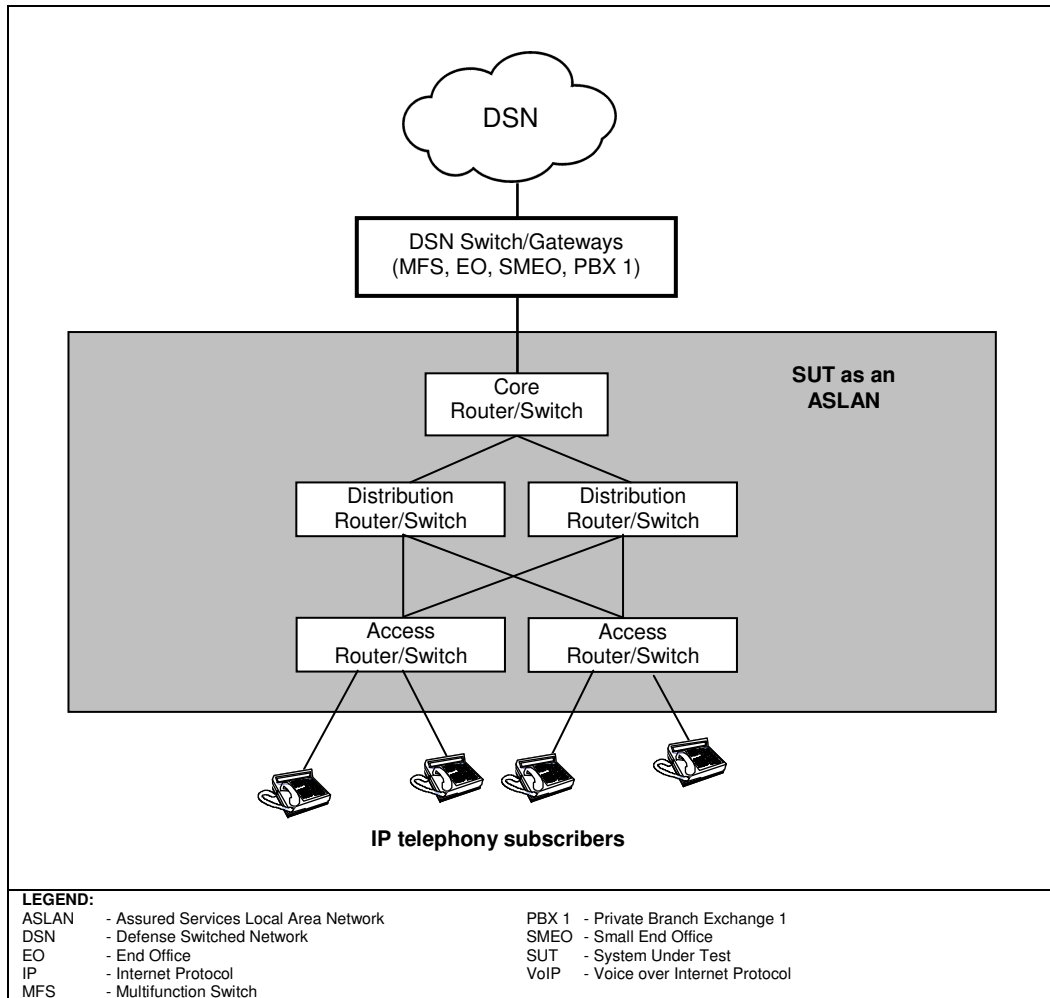 DSN
DSN Switch/Gateways
(MFS, EO, SMEO, PBX 1)
SUT as an
ASLAN
Core
Router/Switch
Distribution
Router/Switch
Distribution
Router/Switch
Access
Router/Switch
Access
Router/Switch
IP telephony subscribers
LEGEND:
ASLAN - Assured Services Local Area Network
DSN - Defense Switched Network
EO - End Office
IP - Internet Protocol
MFS - Multifunction Switch
PBX 1 - Private Branch Exchange 1
SMEO - Small End Office
SUT - System Under Test
VoIP - Voice over Internet Protocol